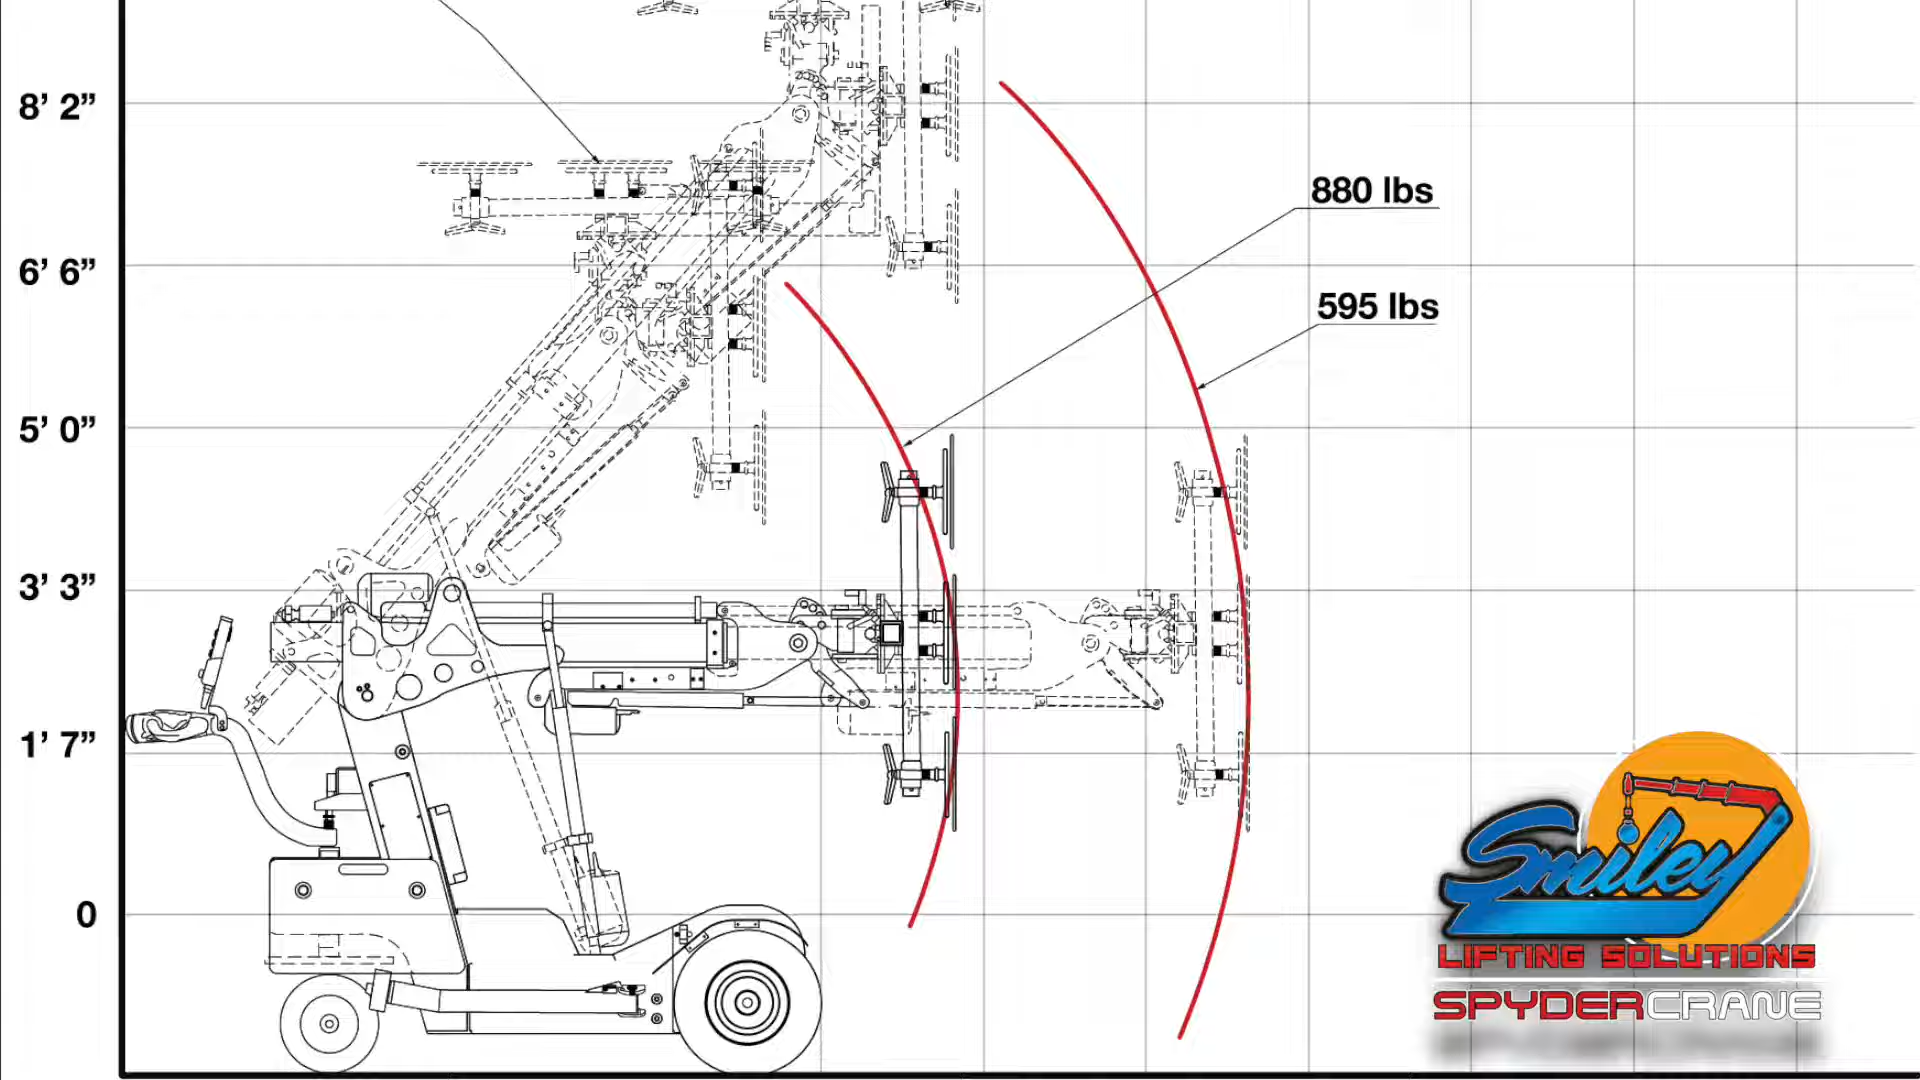 8’ 2”
880 lbs
6’ 6”
595 lbs
5’ 0”
3’ 3”
1’ 7”
0
Smiley
LIFTING SOLUTIONS
SPYDERCRANE